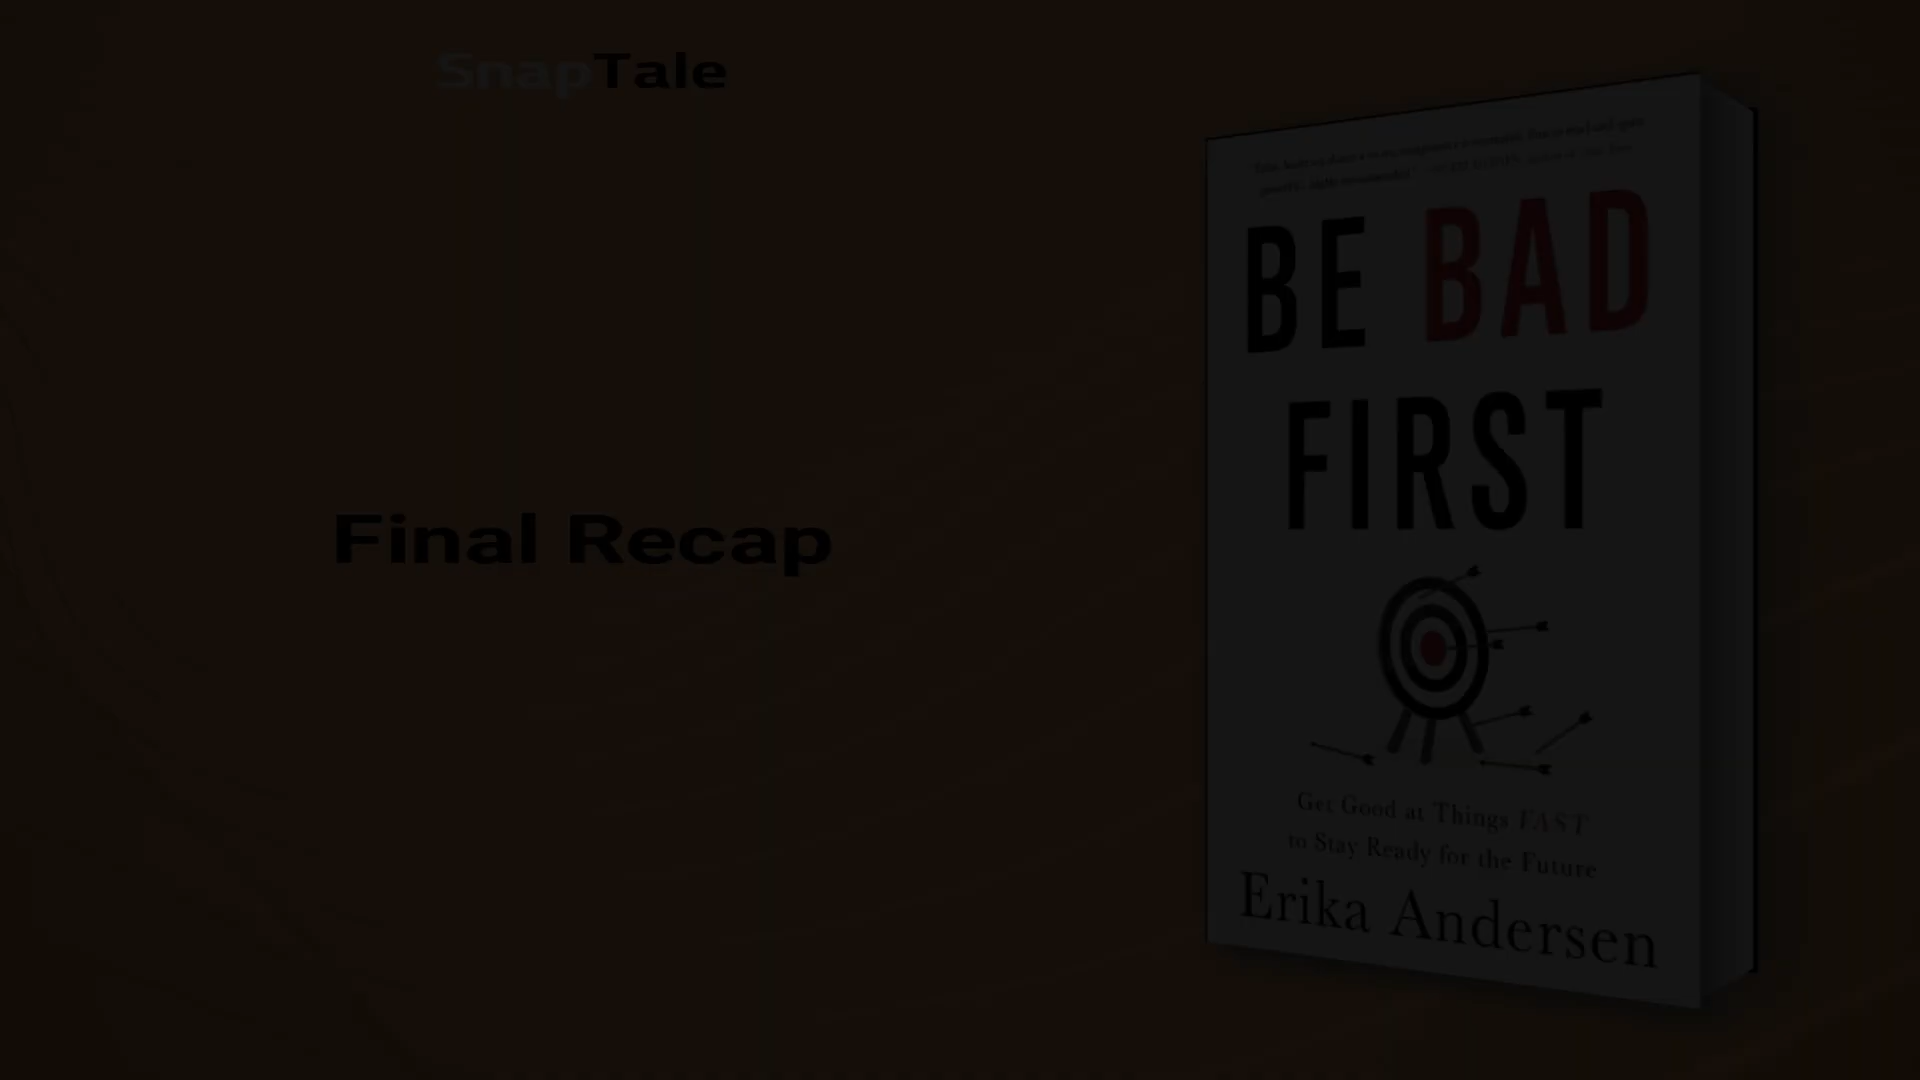 SnapTale
Final Recap
BE BAD
FIRST
Get Good at Things FAST
to Stay Ready for the Future
Erika Andersen